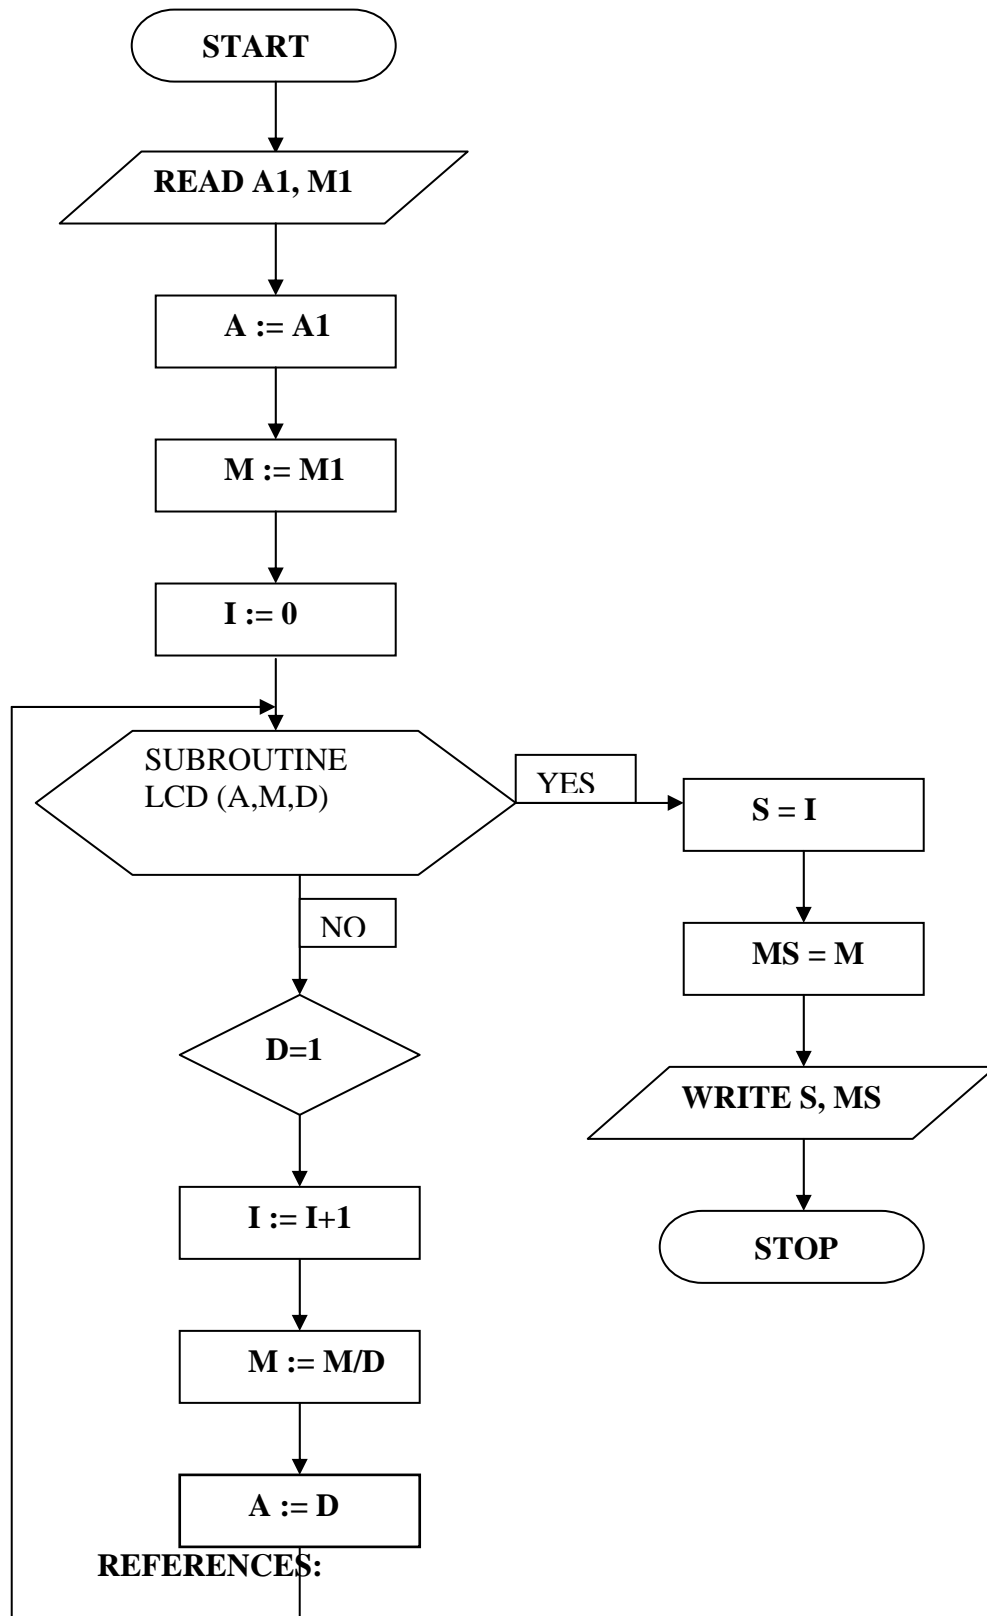 START
READ A1, M1
A := A1
M := M1
I := 0
SUBROUTINE
LCD (A,M,D)
YES
NO
D=1
I := I+1
M := M/D
A := D
S = I
MS = M
WRITE S, MS
STOP
REFERENCES: